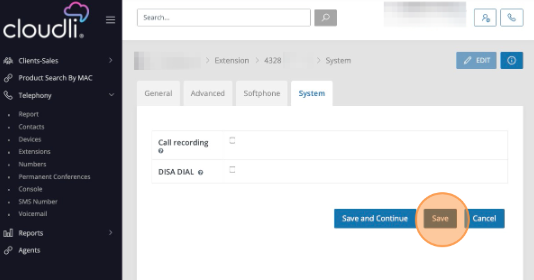 cloudli
Search...
Clients-Sales
Product Search By MAC
Telephony
Report
Contacts
Devices
Extensions
Numbers
Permanent Conferences
Console
SMS Number
Voicemail
Reports
Agents
> Extension > 4328 > System
EDIT
General Advanced Softphone System
Call recording
DISA DIAL
Save and Continue Save Cancel